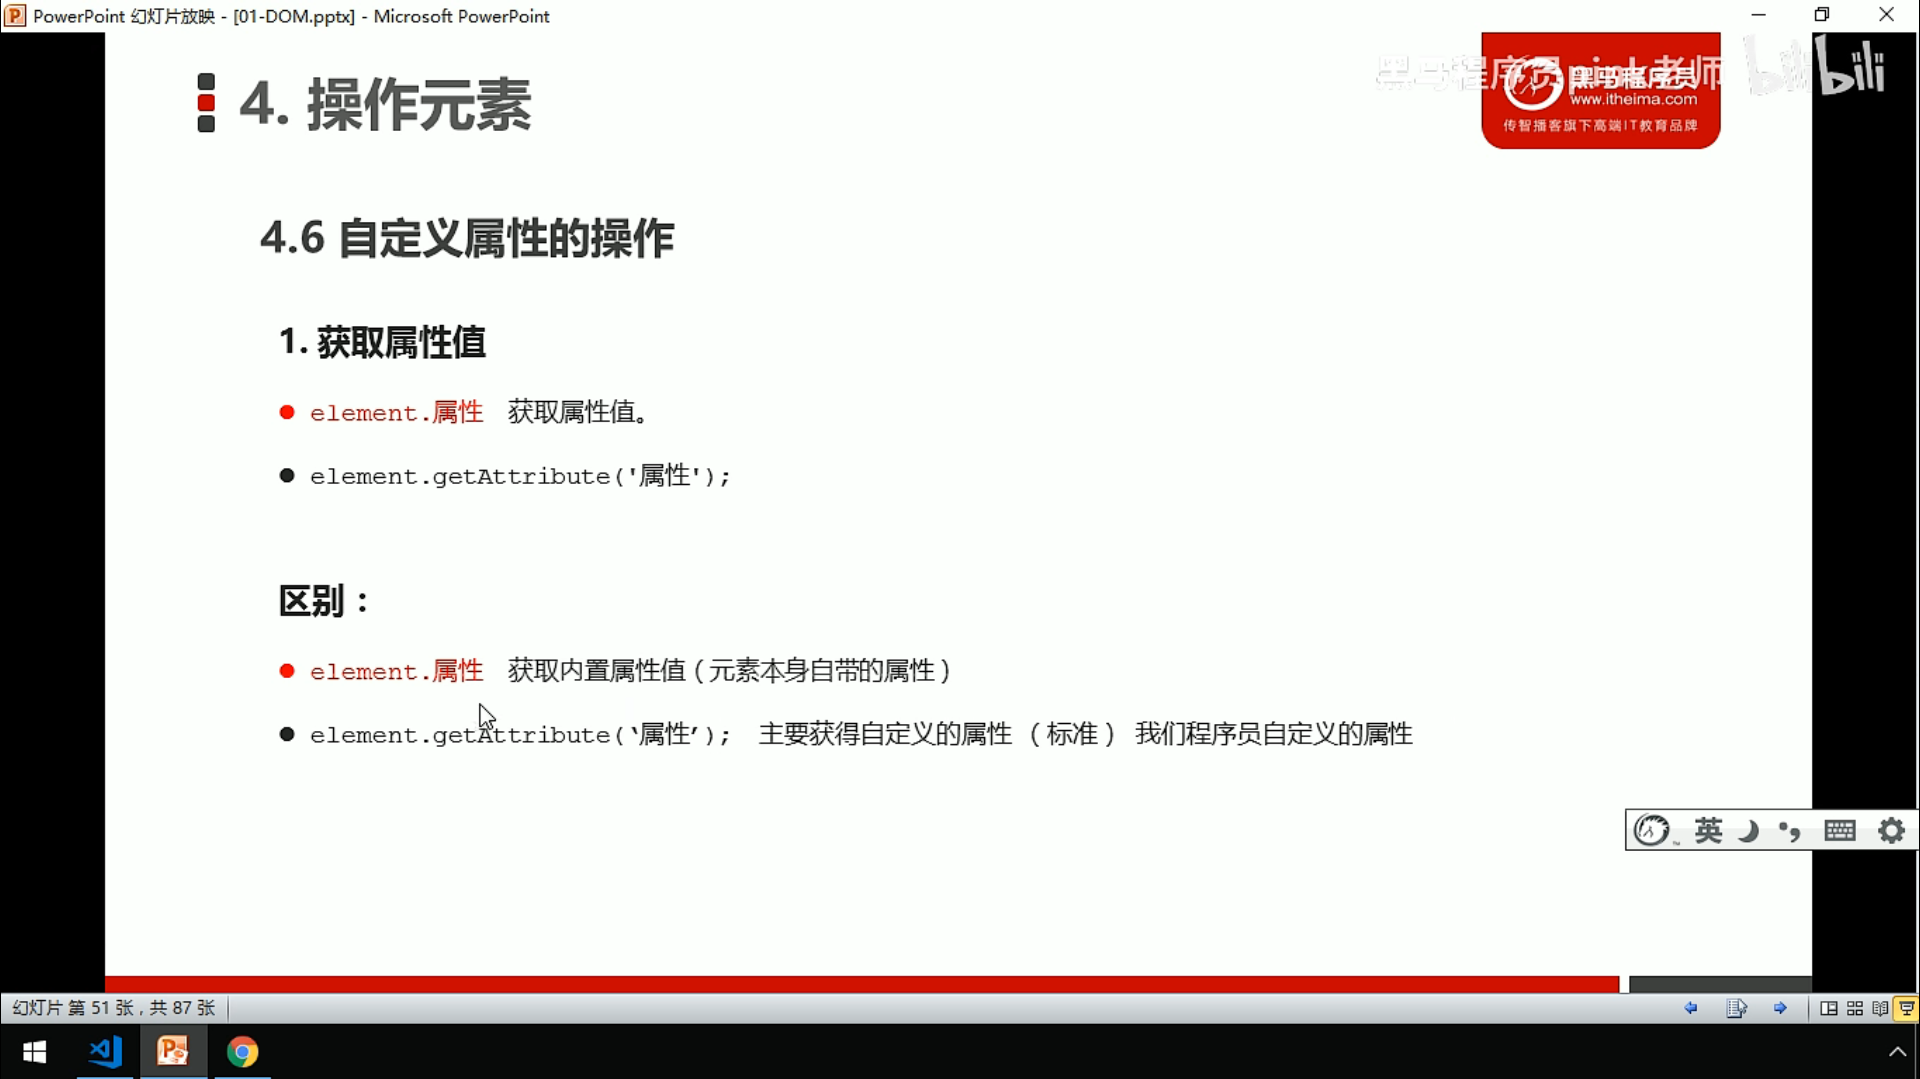 PowerPoint 幻灯片放映 - [01-DOM.pptx] - Microsoft PowerPoint
4. 操作元素
黑马程序员pink老师
bilibili
黑马程序员
www.itheima.com
传智播客旗下高端IT教育品牌
4.6 自定义属性的操作
1. 获取属性值
element.属性 获取属性值。
element.getAttribute('属性');
区别：
element.属性 获取内置属性值(元素本身自带的属性)
element.getAttribute(‘属性’); 主要获得自定义的属性 (标准) 我们程序员自定义的属性
英
幻灯片 第 51 张，共 87 张